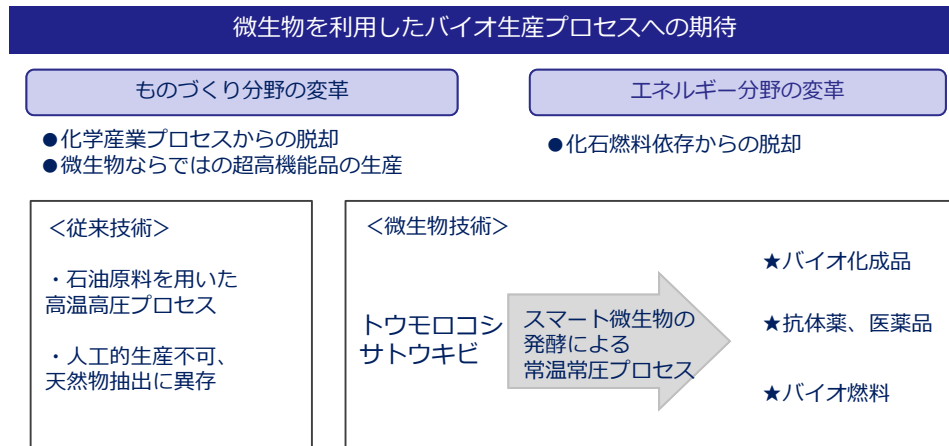 微生物を利用したバイオ生産プロセスへの期待
ものづくり分野の変革
●化学産業プロセスからの脱却
●微生物ならではの超高機能品の生産
エネルギー分野の変革
●化石燃料依存からの脱却
＜従来技術＞
・石油原料を用いた
高温高圧プロセス
・人工的生産不可、
天然物抽出に異存
＜微生物技術＞
トウモロコシ
サトウキビ
スマート微生物の
発酵による
常温常圧プロセス
★バイオ化成品
★抗体薬、医薬品
★バイオ燃料